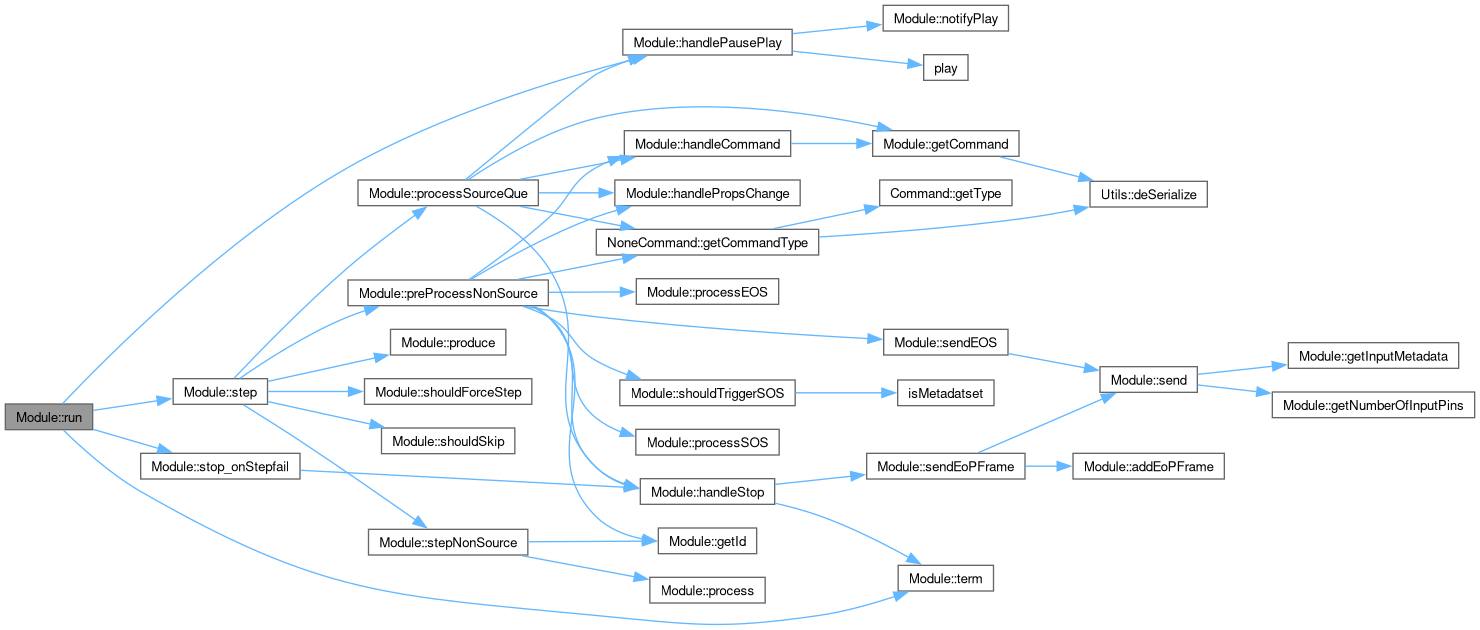 Module::run
Module::step
Module::stop_onStepfail
Module::processSourceQue
Module::preProcessNonSource
Module::produce
Module::shouldForceStep
Module::shouldSkip
Module::stepNonSource
Module::handlePausePlay
Module::handleCommand
Module::handlePropsChange
NoneCommand::getCommandType
Module::processEOS
Module::shouldTriggerSOS
Module::processSOS
Module::handleStop
Module::getId
Module::process
Module::notifyPlay
play
Module::getCommand
Command::getType
Module::sendEOS
isMetadatset
Module::sendEoPFrame
Module::term
Utils::deSerialize
Module::send
Module::addEoPFrame
Module::getInputMetadata
Module::getNumberOfInputPins